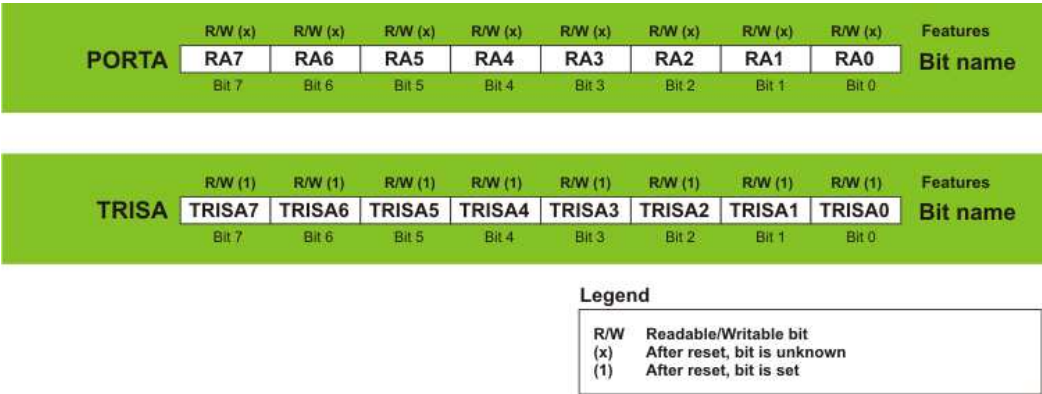 R/W (x) R/W (x) R/W (x) R/W (x) R/W (x) R/W (x) R/W (x) R/W (x) Features
PORTA RA7 RA6 RA5 RA4 RA3 RA2 RA1 RA0 Bit name
Bit 7 Bit 6 Bit 5 Bit 4 Bit 3 Bit 2 Bit 1 Bit 0
R/W (1) R/W (1) R/W (1) R/W (1) R/W (1) R/W (1) R/W (1) R/W (1) Features
TRISA TRISA7 TRISA6 TRISA5 TRISA4 TRISA3 TRISA2 TRISA1 TRISA0 Bit name
Bit 7 Bit 6 Bit 5 Bit 4 Bit 3 Bit 2 Bit 1 Bit 0
Legend
R/W Readable/Writable bit
(x) After reset, bit is unknown
(1) After reset, bit is set